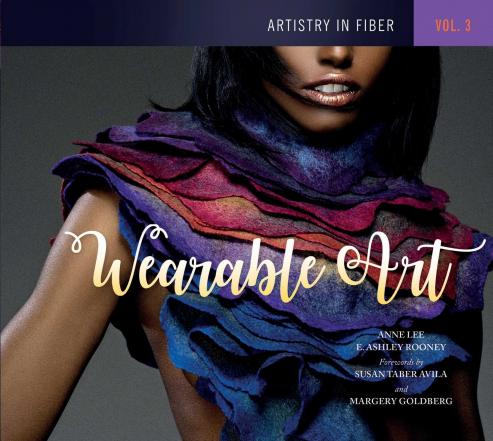 ARTISTRY IN FIBER VOL. 3
Wearable Art
ANNE LEE
E. ASHLEY ROONEY
Forewords by
SUSAN TABER AVILA
and
MARGERY GOLDBERG